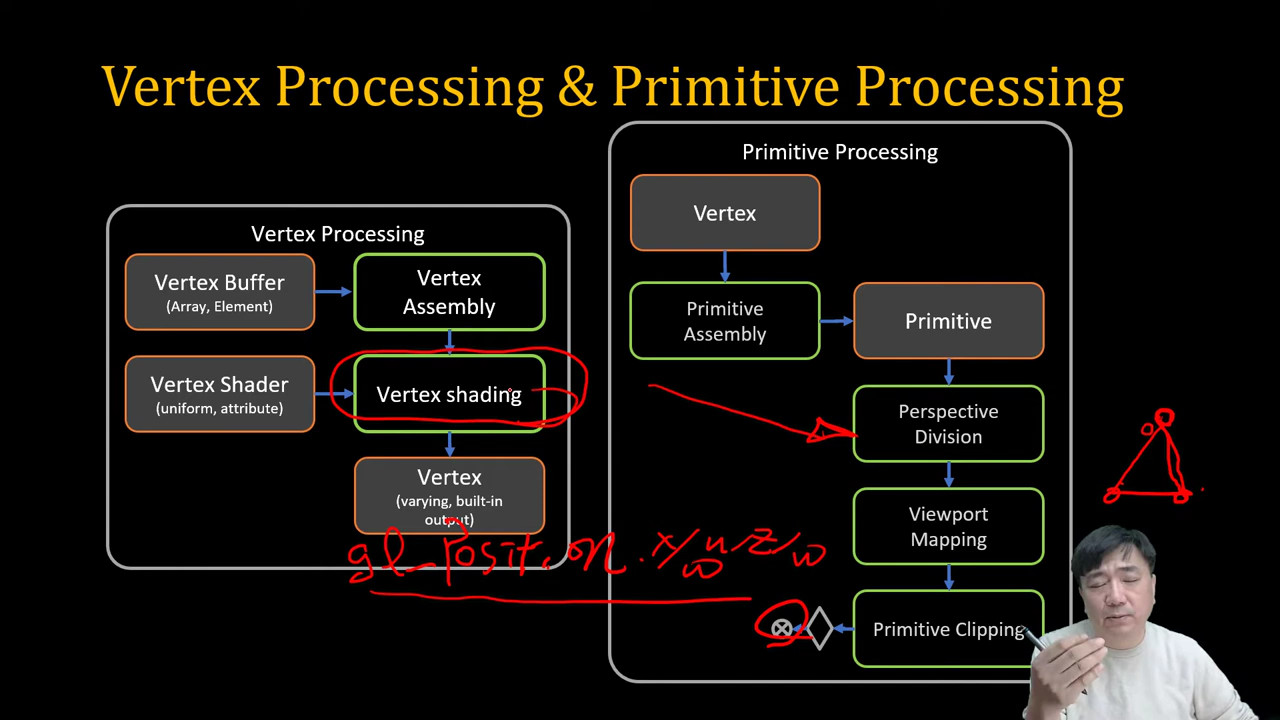 Vertex Processing & Primitive Processing
Vertex Processing
Vertex Buffer
(Array, Element)
Vertex
Assembly
Vertex Shader
(uniform, attribute)
Vertex shading
Vertex
(varying, built-in
output)
gl_Position.x/w
z/w
Primitive Processing
Vertex
Primitive
Assembly
Primitive
Perspective
Division
Viewport
Mapping
Primitive Clipping